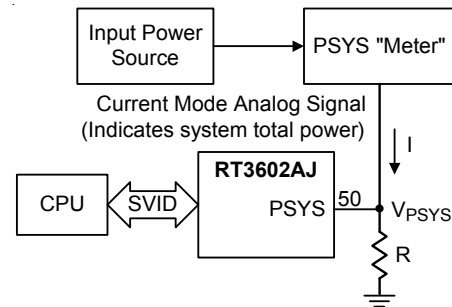 Input Power
Source
PSYS "Meter"
Current Mode Analog Signal
(Indicates system total power)
I
RT3602AJ
CPU
SVID
PSYS
50
VPSYS
R